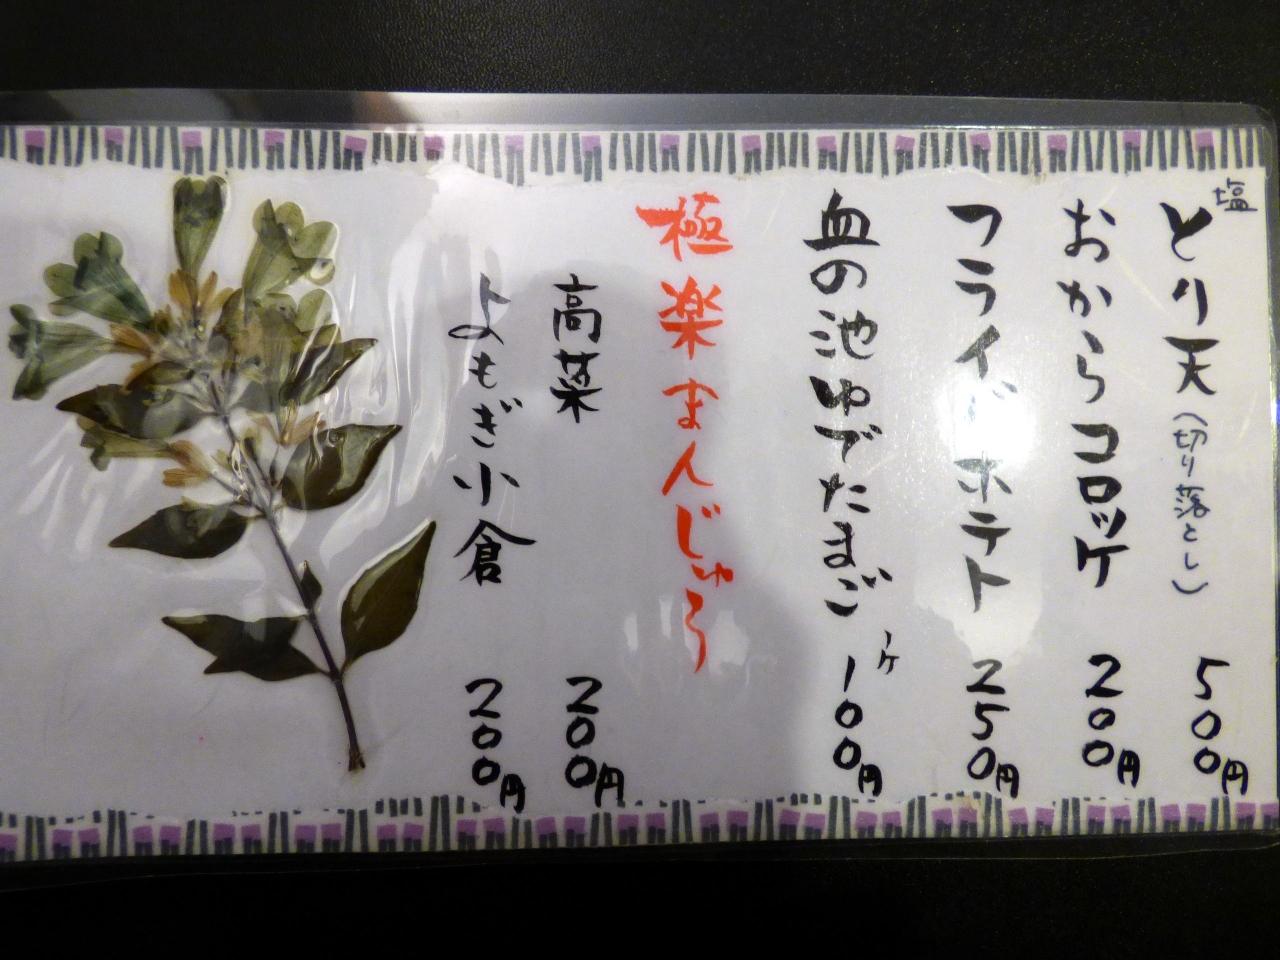 塩とり天(切り落とし) 500円
おからコロッケ 200円
フライドポテト 250円
血の池ゆでたまご 1ヶ 100円
極楽まんじゅう
高菜 200円
よもぎ小倉 200円